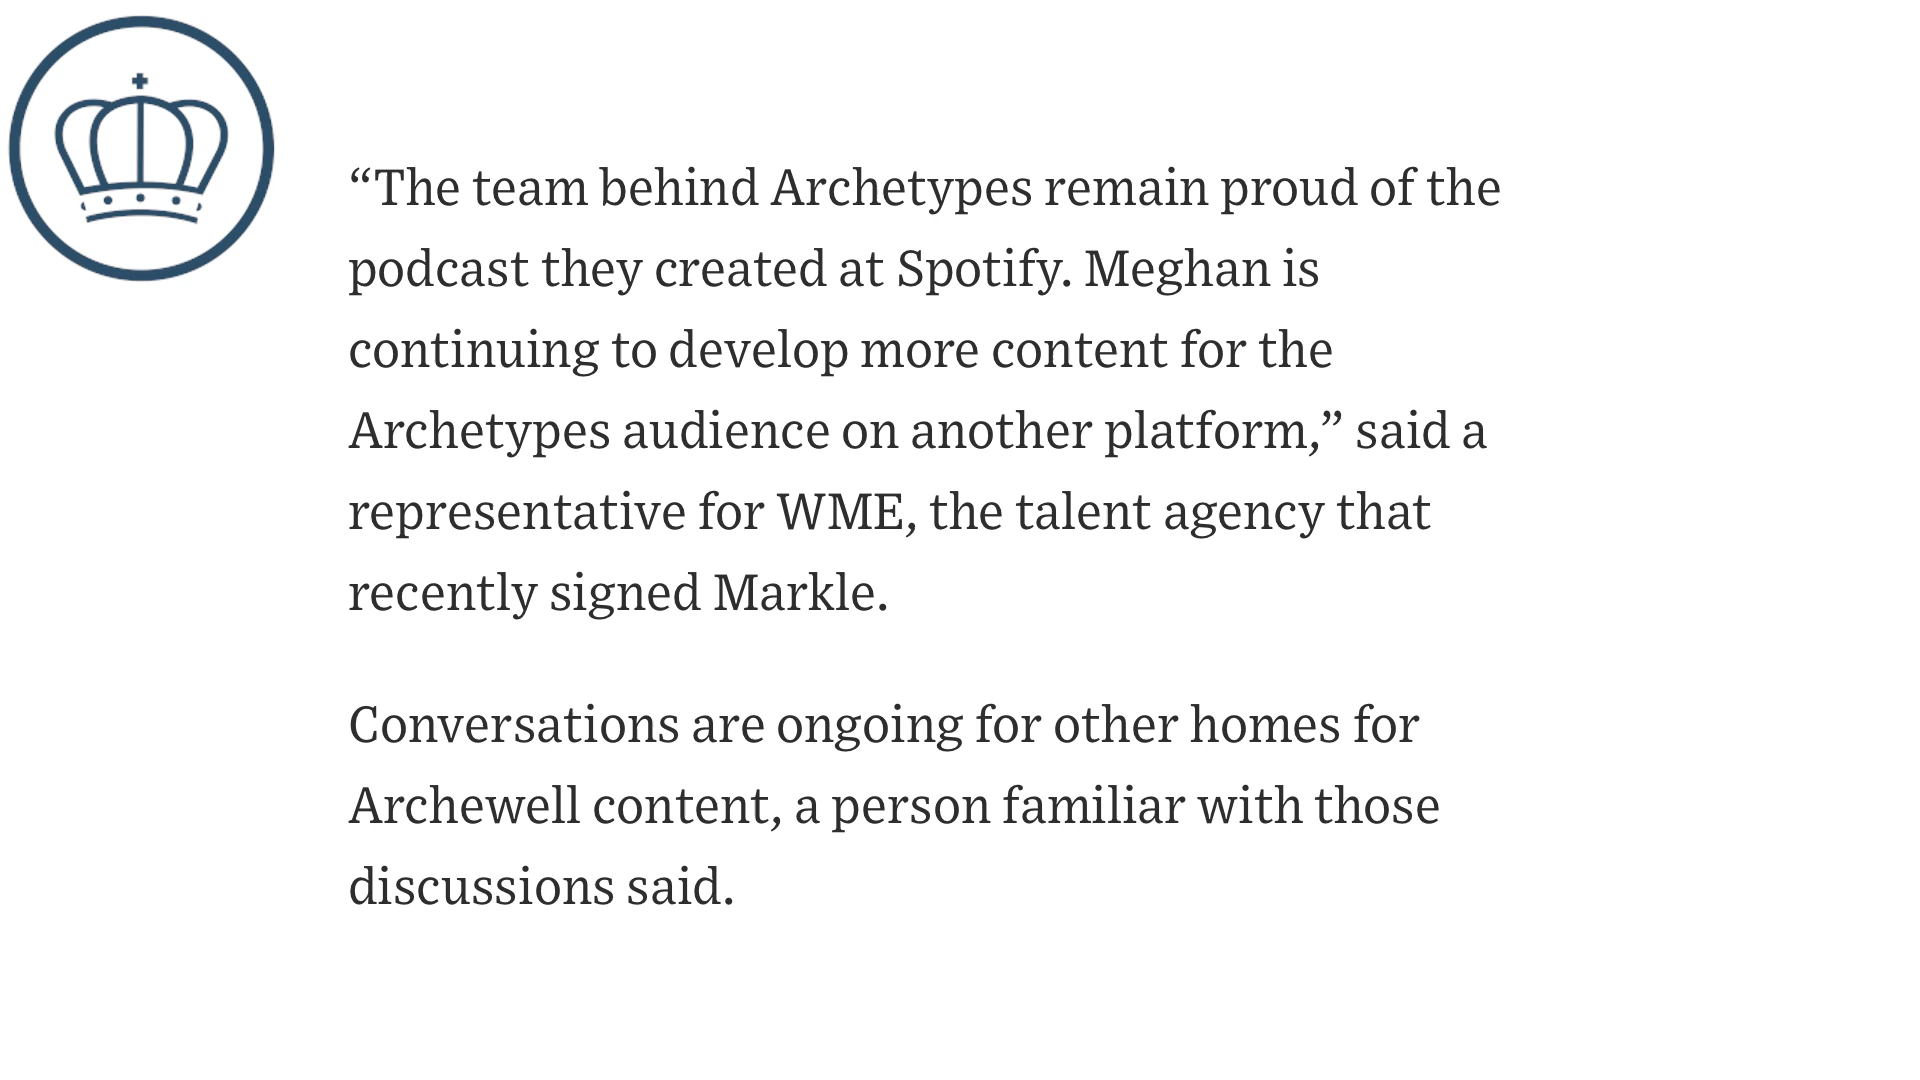 “The team behind Archetypes remain proud of the
podcast they created at Spotify. Meghan is
continuing to develop more content for the
Archetypes audience on another platform,” said a
representative for WME, the talent agency that
recently signed Markle.
Conversations are ongoing for other homes for
Archewell content, a person familiar with those
discussions said.